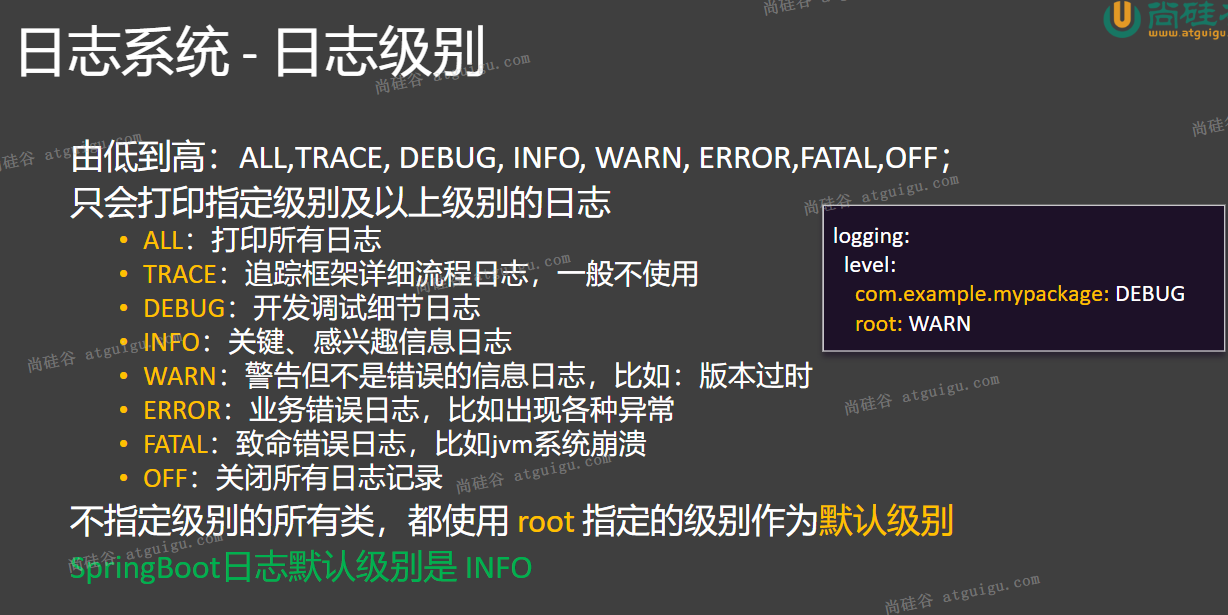 尚硅谷
www.atguigu
日志系统 - 日志级别
由低到高：ALL,TRACE, DEBUG, INFO, WARN, ERROR,FATAL,OFF；
只会打印指定级别及以上级别的日志
• ALL：打印所有日志
• TRACE：追踪框架详细流程日志，一般不使用
• DEBUG：开发调试细节日志
• INFO：关键、感兴趣信息日志
• WARN：警告但不是错误的信息日志，比如：版本过时
• ERROR：业务错误日志，比如出现各种异常
• FATAL：致命错误日志，比如jvm系统崩溃
• OFF：关闭所有日志记录
不指定级别的所有类，都使用 root 指定的级别作为默认级别
SpringBoot日志默认级别是 INFO
logging:
level:
com.example.mypackage: DEBUG
root: WARN
尚硅谷 atguigu.com
尚硅谷 atguigu.com
尚硅谷 atguigu.com
尚硅谷 atguigu.com
尚硅谷 atguigu.com
尚硅谷 atguigu.com
尚硅谷 atguigu.com
尚硅谷 atguigu.com
尚硅谷 atguigu.com